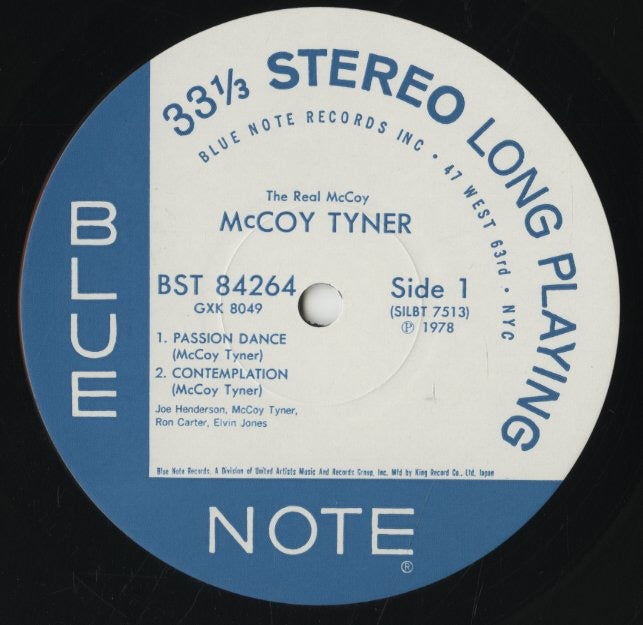 33⅓ STEREO LONG PLAYING
BLUE NOTE RECORDS INC • 47 WEST 63rd • NYC
The Real McCoy
McCOY TYNER
BST 84264
GXK 8049
Side 1
(SILBT 7513)
Ⓟ 1978
1. PASSION DANCE
(McCoy Tyner)
2. CONTEMPLATION
(McCoy Tyner)
Joe Henderson, McCoy Tyner,
Ron Carter, Elvin Jones
Blue Note Records, A Division of United Artists Music And Records Group, Inc. Mfd by King Record Co., Ltd, Japan
BLUE
NOTE
®